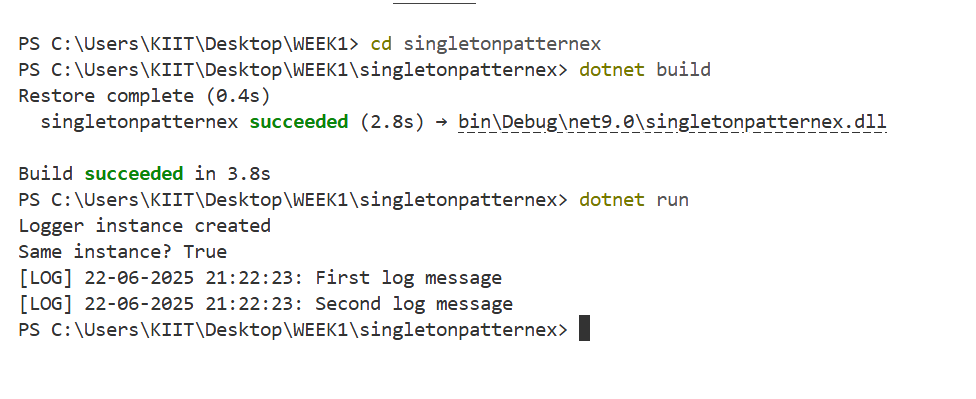 PS C:\Users\KIIT\Desktop\WEEK1> cd singletonpatternex
PS C:\Users\KIIT\Desktop\WEEK1\singletonpatternex> dotnet build
Restore complete (0.4s)
  singletonpatternex succeeded (2.8s) → bin\Debug\net9.0\singletonpatternex.dll
Build succeeded in 3.8s
PS C:\Users\KIIT\Desktop\WEEK1\singletonpatternex> dotnet run
Logger instance created
Same instance? True
[LOG] 22-06-2025 21:22:23: First log message
[LOG] 22-06-2025 21:22:23: Second log message
PS C:\Users\KIIT\Desktop\WEEK1\singletonpatternex>